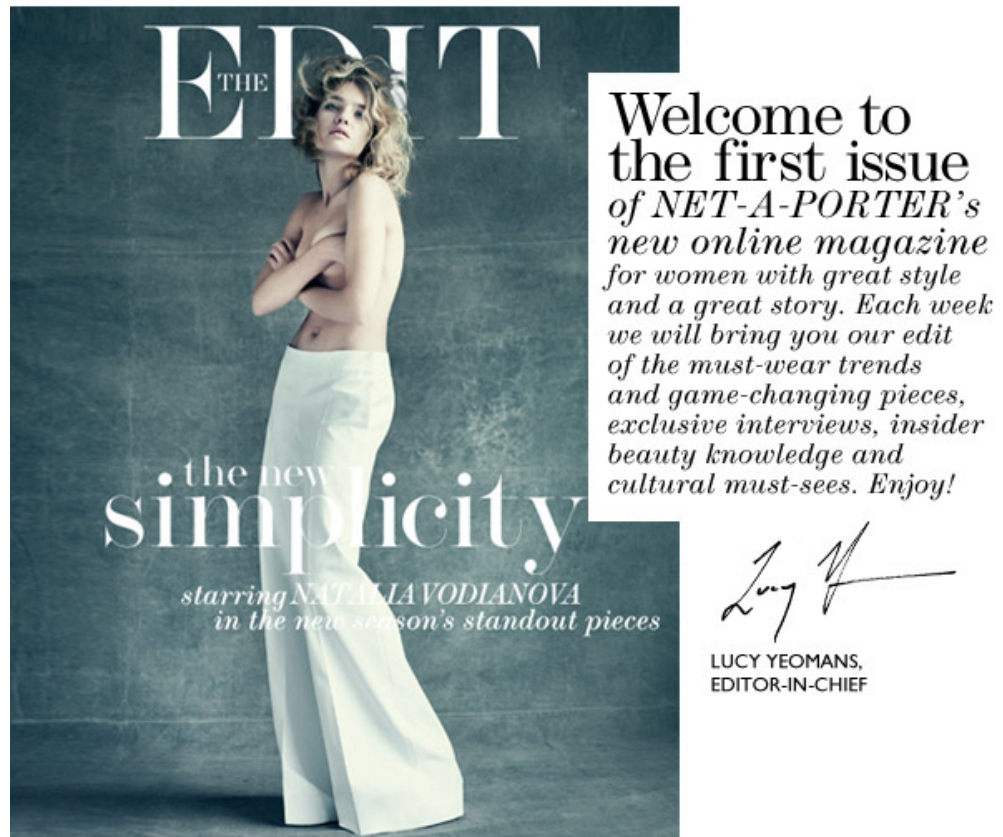 THE EDIT
the new
simplicity
starring NATALIA VODIANOVA
in the new season's standout pieces
Welcome to
the first issue
of NET-A-PORTER's
new online magazine
for women with great style
and a great story. Each week
we will bring you our edit
of the must-wear trends
and game-changing pieces,
exclusive interviews, insider
beauty knowledge and
cultural must-sees. Enjoy!
Lucy Y
LUCY YEOMANS,
EDITOR-IN-CHIEF